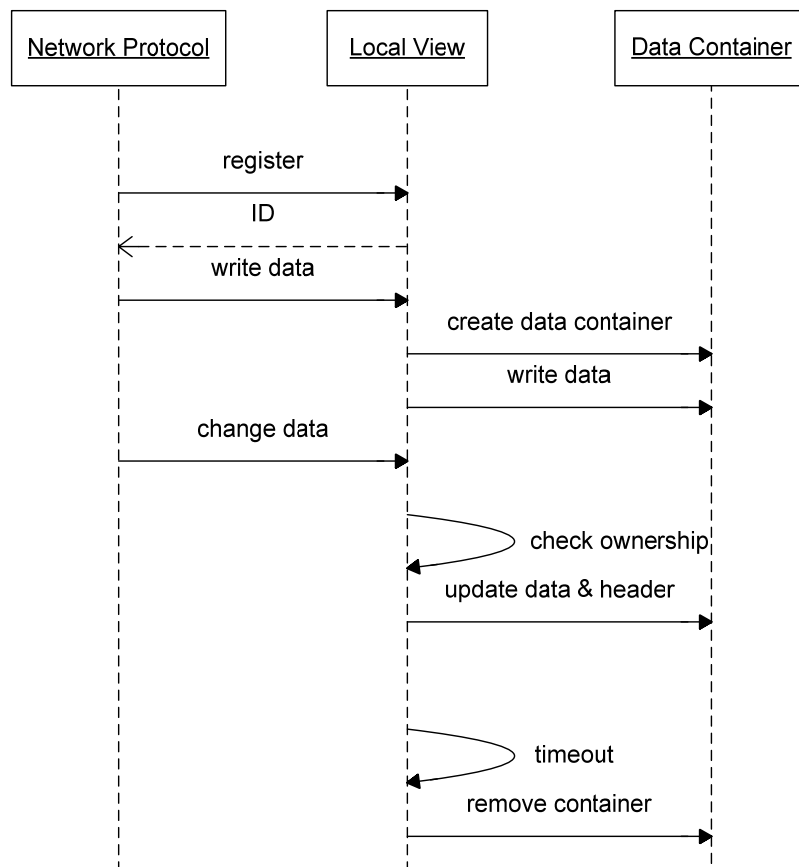 Network Protocol
Local View
Data Container
register
ID
write data
create data container
write data
change data
check ownership
update data & header
timeout
remove container